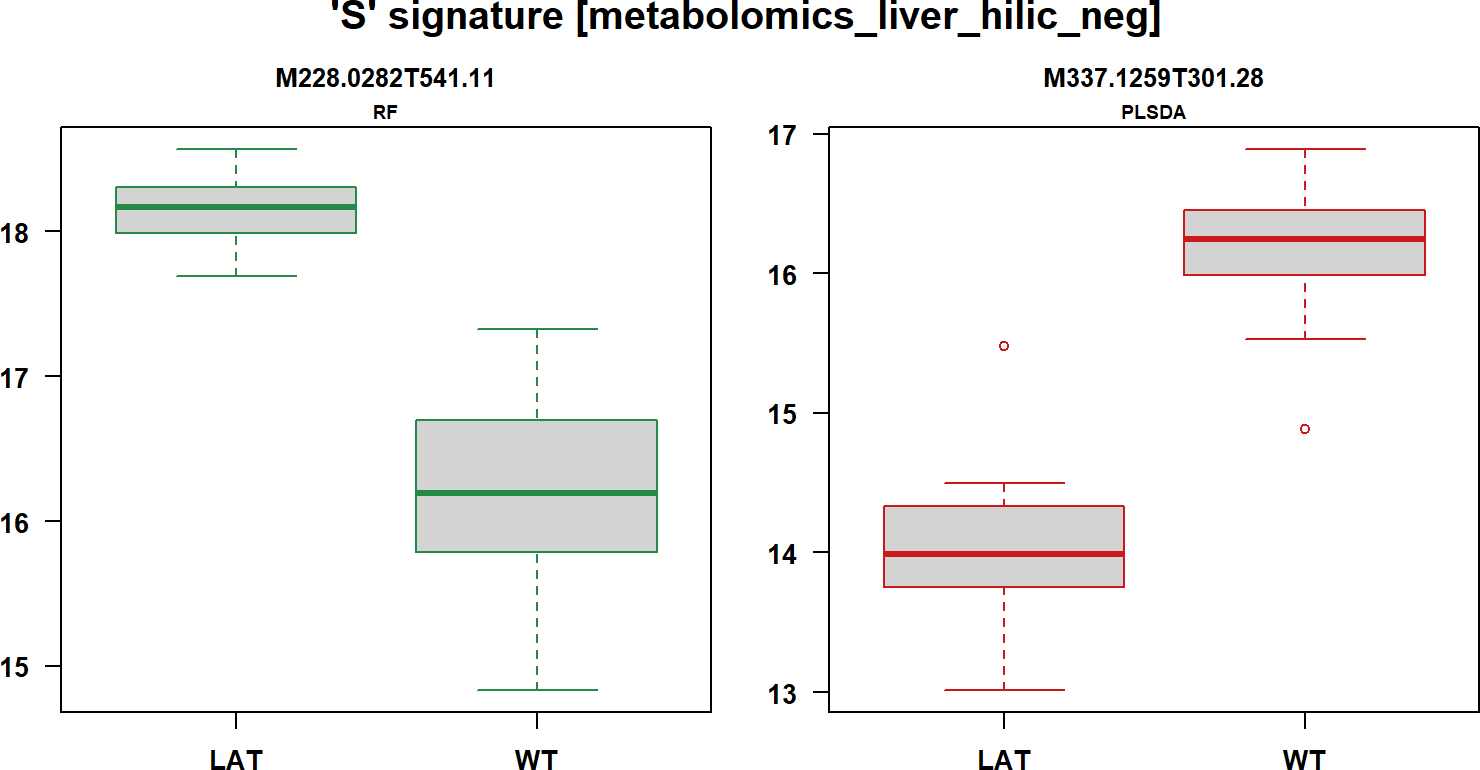 'S' signature [metabolomics_liver_hilic_neg]
M228.0282T541.11
RF
18
17
16
15
LAT
WT
M337.1259T301.28
PLSDA
17
16
15
14
13
LAT
WT